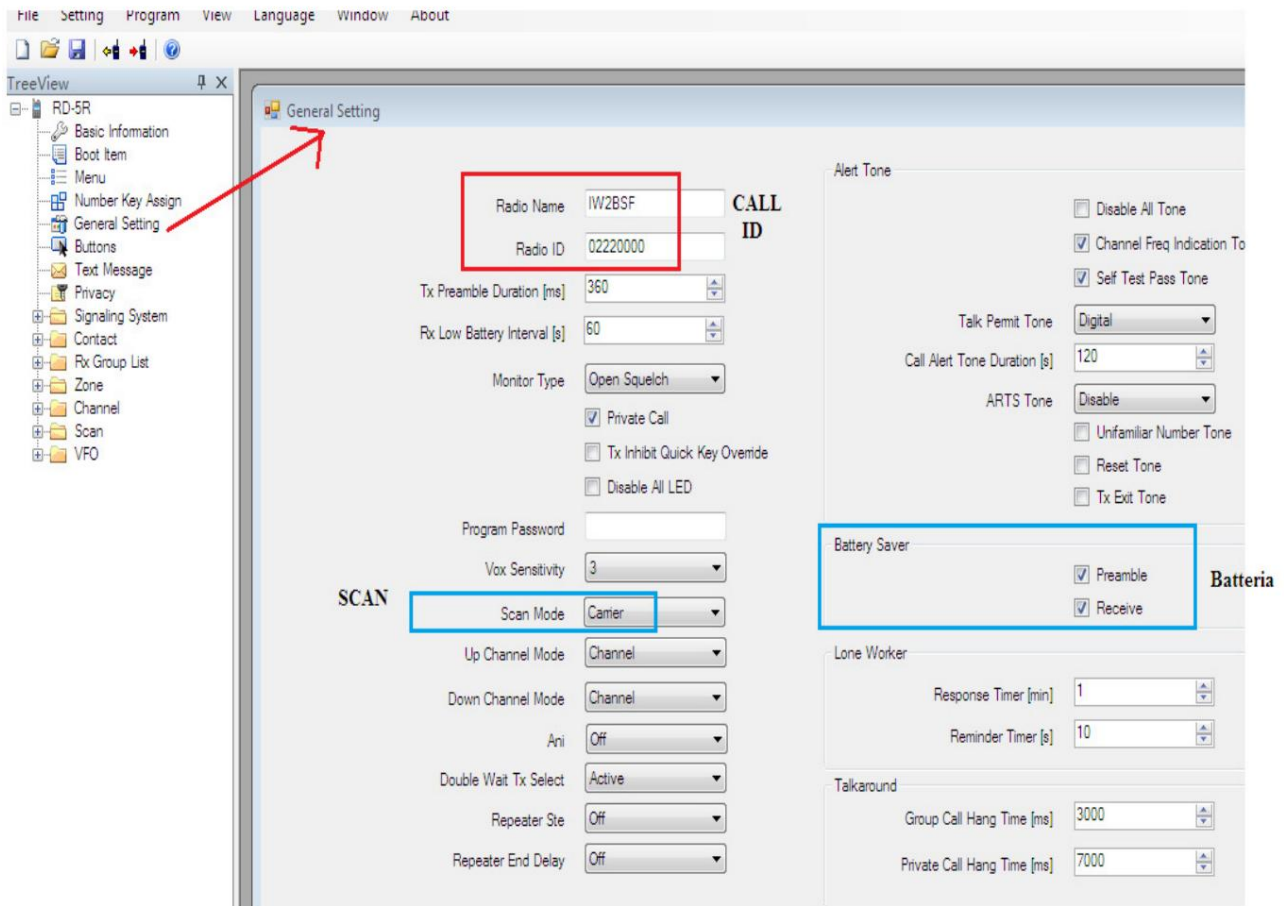 File Setting Program View Language Window About
TreeView
RD-5R
Basic Information
Boot Item
Menu
Number Key Assign
General Setting
Buttons
Text Message
Privacy
Signaling System
Contact
Rx Group List
Zone
Channel
Scan
VFO
General Setting
Radio Name IW2BSF CALL
Radio ID 02220000 ID
Tx Preamble Duration [ms] 360
Rx Low Battery Interval [s] 60
Monitor Type Open Squelch
Private Call
Tx Inhibit Quick Key Override
Disable All LED
Program Password
Vox Sensitivity 3
SCAN Scan Mode Carrier
Up Channel Mode Channel
Down Channel Mode Channel
Ani Off
Double Wait Tx Select Active
Repeater Ste Off
Repeater End Delay Off
Alert Tone
Disable All Tone
Channel Freq Indication To
Self Test Pass Tone
Talk Permit Tone Digital
Call Alert Tone Duration [s] 120
ARTS Tone Disable
Unfamiliar Number Tone
Reset Tone
Tx Exit Tone
Battery Saver
Preamble Batteria
Receive
Lone Worker
Response Timer [min] 1
Reminder Timer [s] 10
Talkaround
Group Call Hang Time [ms] 3000
Private Call Hang Time [ms] 7000